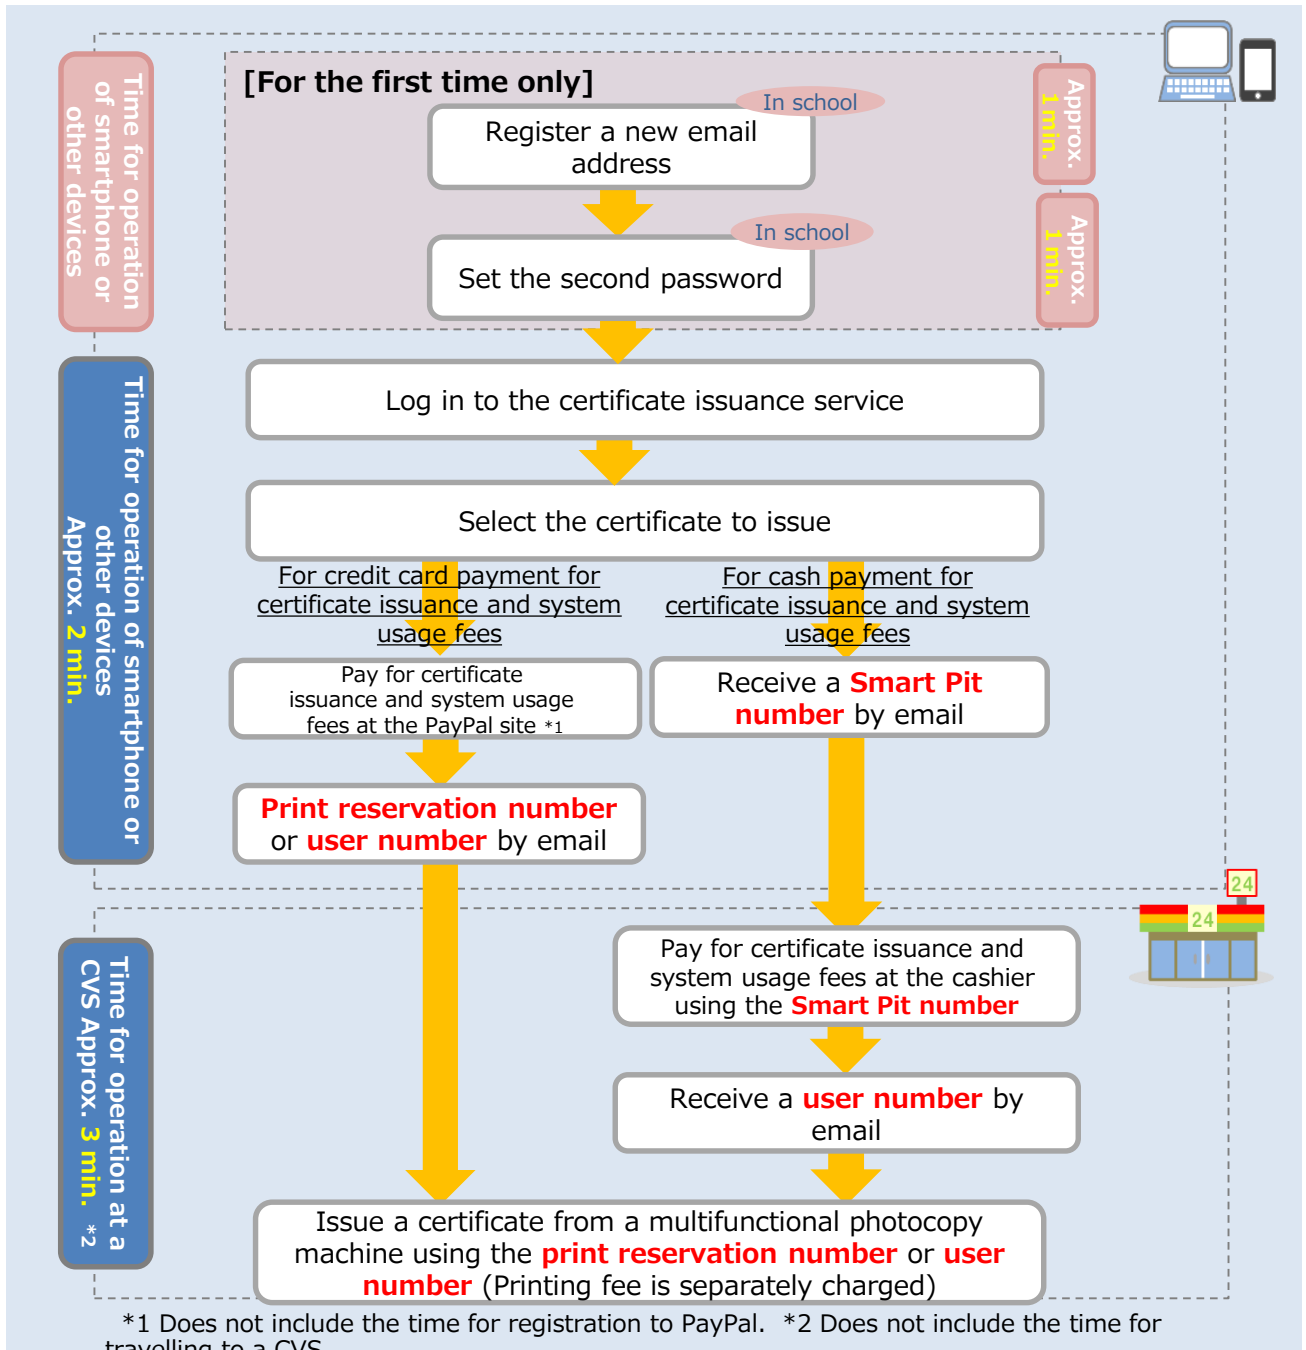 Time for operation
of smartphone or
other devices
[For the first time only]
In school
Register a new email
address
Approx.
1 min.
In school
Set the second password
Approx.
1 min.
Time for operation of smartphone or
other devices
Approx. 2 min.
Log in to the certificate issuance service
Select the certificate to issue
For credit card payment for
certificate issuance and system
usage fees
For cash payment for
certificate issuance and system
usage fees
Pay for certificate
issuance and system usage
fees at the PayPal site *1
Receive a Smart Pit
number by email
Print reservation number
or user number by email
24
24
Time for operation at a
CVS Approx. 3 min. *2
Pay for certificate issuance and
system usage fees at the cashier
using the Smart Pit number
Receive a user number by
email
Issue a certificate from a multifunctional photocopy
machine using the print reservation number or user
number (Printing fee is separately charged)
*1 Does not include the time for registration to PayPal. *2 Does not include the time for
travelling to a CVS